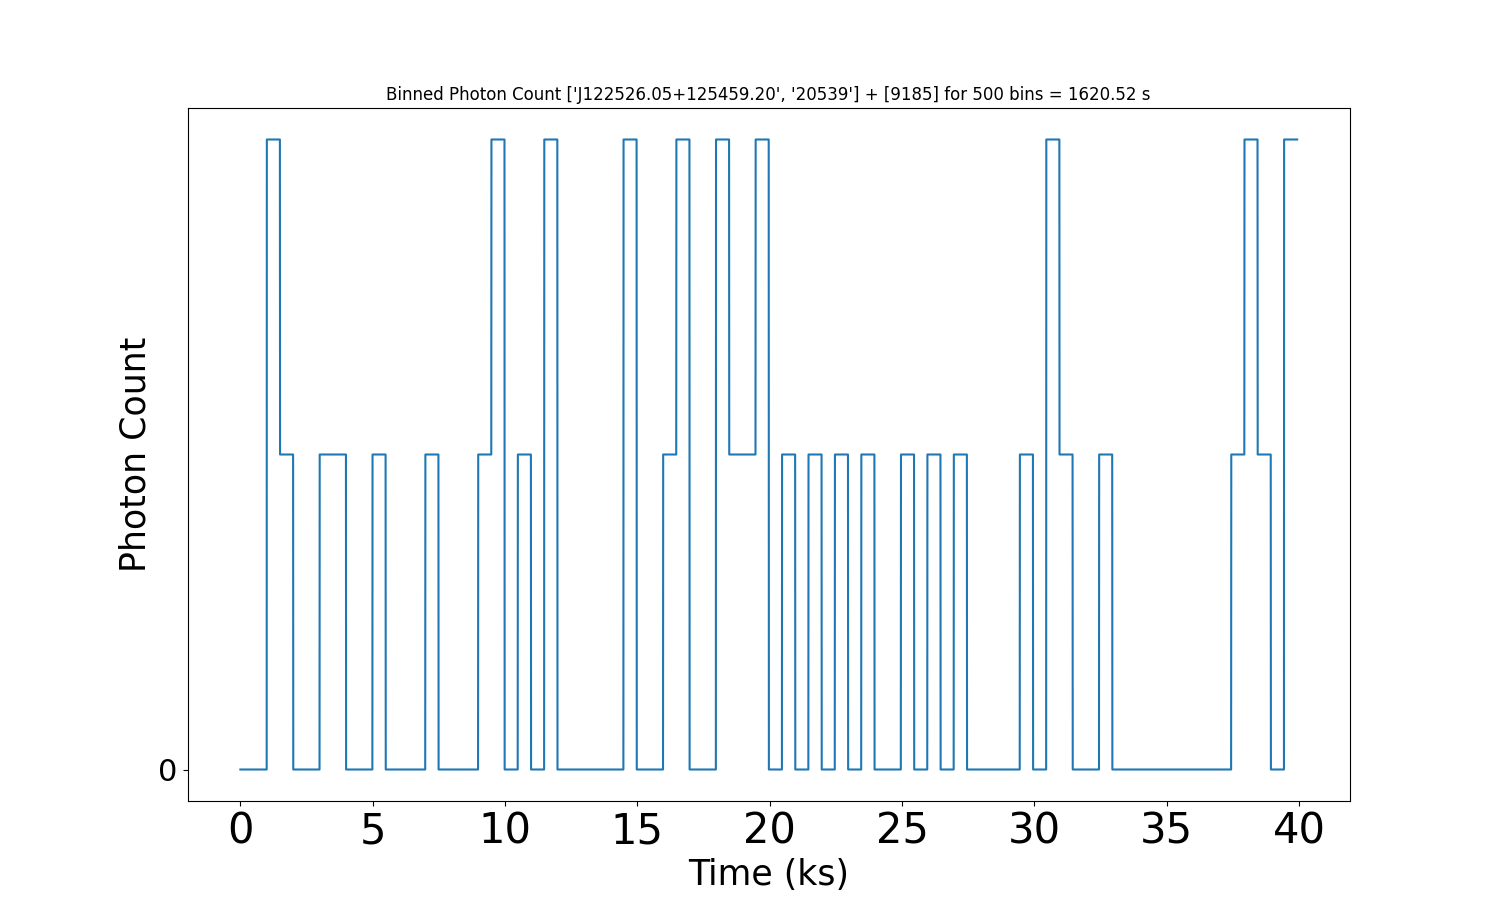 Binned Photon Count ['J122526.05+125459.20', '20539'] + [9185] for 500 bins = 1620.52 s
Photon Count
0
0 5 10 15 20 25 30 35 40
Time (ks)